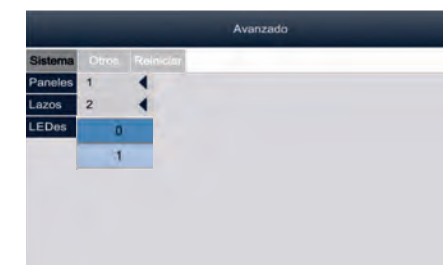 Avanzado
Sistema Otros Reiniciar
Paneles 1
Lazos 2
LEDes 0
1